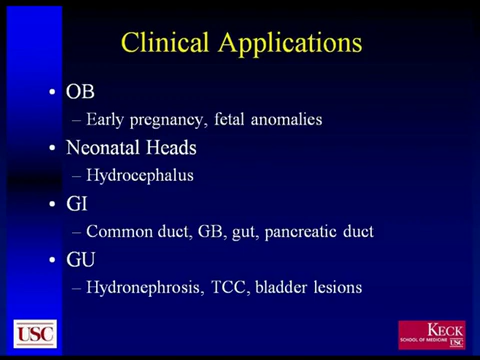 Clinical Applications
• OB
– Early pregnancy, fetal anomalies
• Neonatal Heads
– Hydrocephalus
• GI
– Common duct, GB, gut, pancreatic duct
• GU
– Hydronephrosis, TCC, bladder lesions
USC
KECK
SCHOOL OF MEDICINE
USC